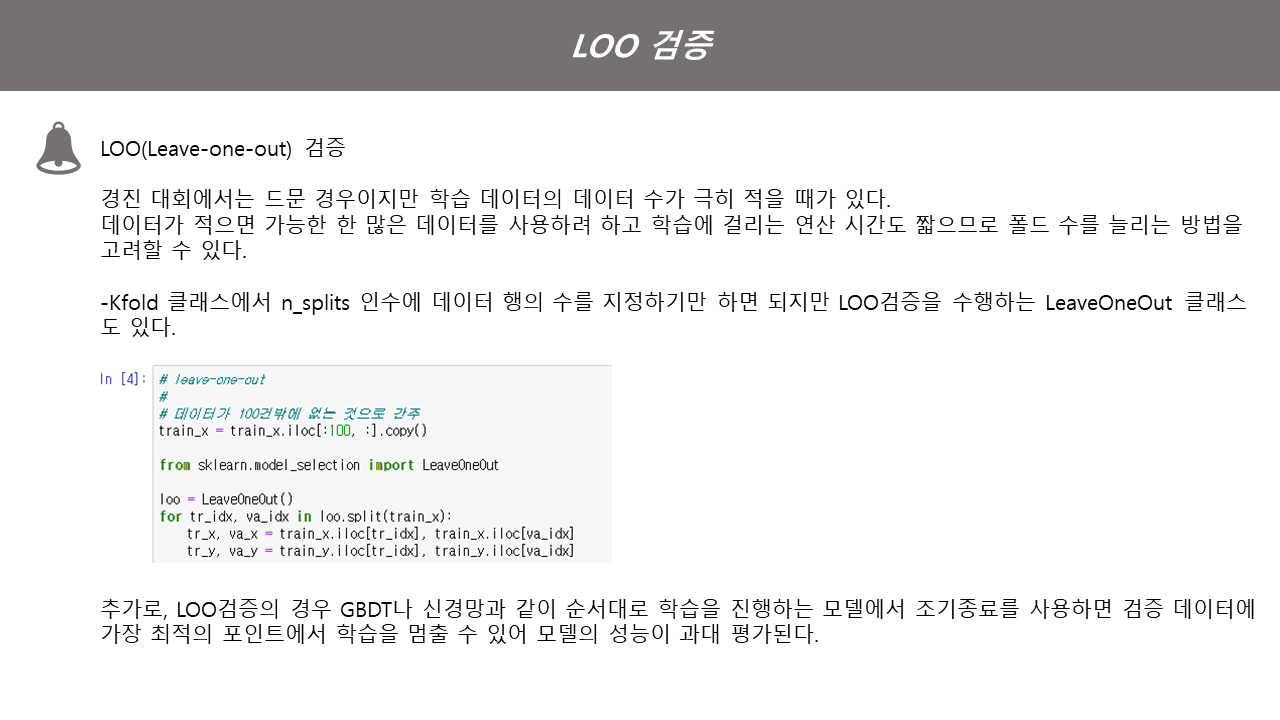 LOO 검증
LOO(Leave-one-out) 검증
경진 대회에서는 드문 경우이지만 학습 데이터의 데이터 수가 극히 적을 때가 있다.
데이터가 적으면 가능한 한 많은 데이터를 사용하려 하고 학습에 걸리는 연산 시간도 짧으므로 폴드 수를 늘리는 방법을
고려할 수 있다.
-Kfold 클래스에서 n_splits 인수에 데이터 행의 수를 지정하기만 하면 되지만 LOO검증을 수행하는 LeaveOneOut 클래스
도 있다.
In [4]: # leave-one-out
#
# 데이터가 100건밖에 없는 것으로 간주
train_x = train_x.iloc[:100, :].copy()
from sklearn.model_selection import LeaveOneOut
loo = LeaveOneOut()
for tr_idx, va_idx in loo.split(train_x):
    tr_x, va_x = train_x.iloc[tr_idx], train_x.iloc[va_idx]
    tr_y, va_y = train_y.iloc[tr_idx], train_y.iloc[va_idx]
추가로, LOO검증의 경우 GBDT나 신경망과 같이 순서대로 학습을 진행하는 모델에서 조기종료를 사용하면 검증 데이터에
가장 최적의 포인트에서 학습을 멈출 수 있어 모델의 성능이 과대 평가된다.